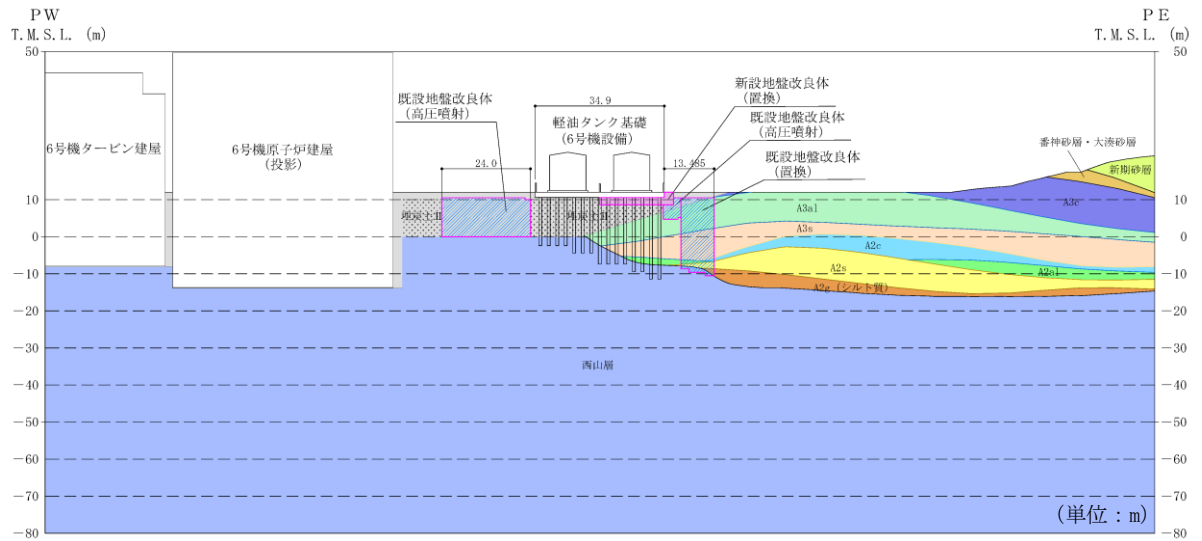 PW
T.M.S.L. (m)
PE
T.M.S.L. (m)
50
50
既設地盤改良体
(高圧噴射)
34.9
軽油タンク基礎
(6号機設備)
新設地盤改良体
(置換)
既設地盤改良体
(高圧噴射)
既設地盤改良体
(置換)
6号機タービン建屋
6号機原子炉建屋
(投影)
24.0
13.485
番神砂層・大湊砂層
新期砂層
10
埋戻土Ⅱ
埋戻土Ⅱ
A3al
A3c
10
0
A3s
0
A2c
-10
A2s
A2al
-10
A2g(シルト質)
-20
-20
-30
-30
西山層
-40
-40
-50
-50
-60
-60
-70
-70
(単位:m)
-80
-80